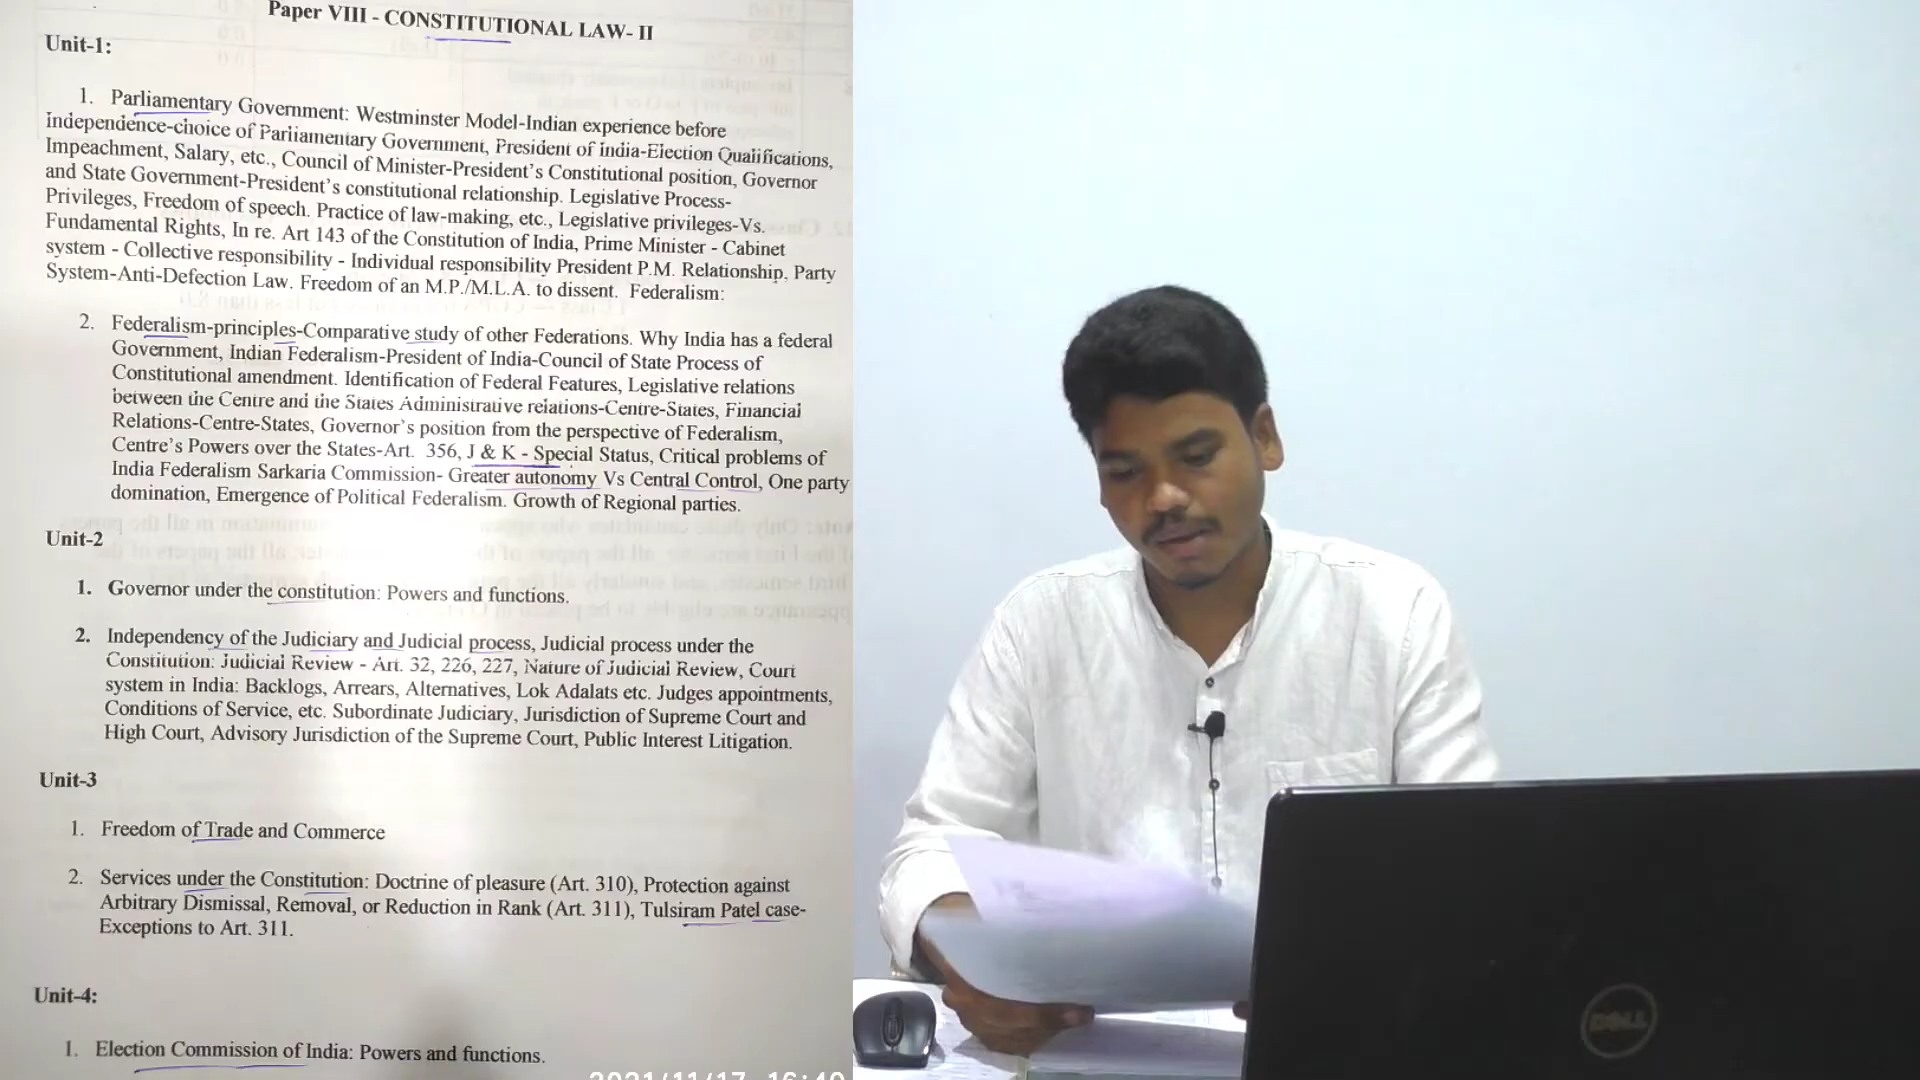 Paper VIII - CONSTITUTIONAL LAW- II
Unit-1:
1. Parliamentary Government: Westminster Model-Indian experience before
Independence-choice of Parliamentary Government, President of India-Election Qualifications,
Impeachment, Salary, etc., Council of Minister-President's Constitutional position, Governor
and State Government-President's constitutional relationship. Legislative Process-
Privileges, Freedom of speech. Practice of law-making, etc., Legislative privileges-Vs.
Fundamental Rights, In re. Art 143 of the Constitution of India, Prime Minister - Cabinet
system - Collective responsibility - Individual responsibility President P.M. Relationship, Party
System-Anti-Defection Law. Freedom of an M.P./M.L.A. to dissent. Federalism:
2. Federalism-principles-Comparative study of other Federations. Why India has a federal
Government, Indian Federalism-President of India-Council of State Process of
Constitutional amendment. Identification of Federal Features, Legislative relations
between the Centre and the States Administrative relations-Centre-States, Financial
Relations-Centre-States, Governor's position from the perspective of Federalism,
Centre's Powers over the States-Art. 356, J & K - Special Status, Critical problems of
India Federalism Sarkaria Commission- Greater autonomy Vs Central Control, One party
domination, Emergence of Political Federalism. Growth of Regional parties.
Unit-2
1. Governor under the constitution: Powers and functions.
2. Independency of the Judiciary and Judicial process, Judicial process under the
Constitution: Judicial Review - Art. 32, 226, 227, Nature of Judicial Review, Court
system in India: Backlogs, Arrears, Alternatives, Lok Adalats etc. Judges appointments,
Conditions of Service, etc. Subordinate Judiciary, Jurisdiction of Supreme Court and
High Court, Advisory Jurisdiction of the Supreme Court, Public Interest Litigation.
Unit-3
1. Freedom of Trade and Commerce
2. Services under the Constitution: Doctrine of pleasure (Art. 310), Protection against
Arbitrary Dismissal, Removal, or Reduction in Rank (Art. 311), Tulsiram Patel case-
Exceptions to Art. 311.
Unit-4:
1. Election Commission of India: Powers and functions.
DELL